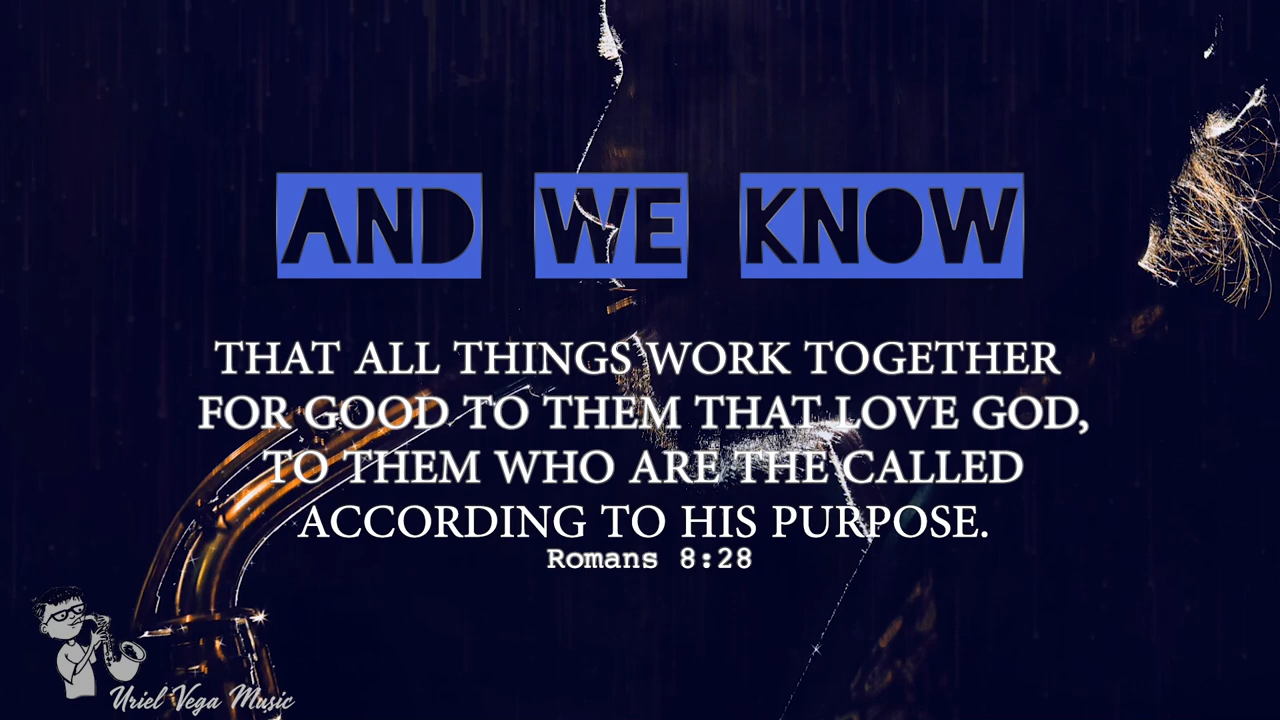 AND WE KNOW
THAT ALL THINGS WORK TOGETHER
FOR GOOD TO THEM THAT LOVE GOD,
TO THEM WHO ARE THE CALLED
ACCORDING TO HIS PURPOSE.
Romans 8:28
Uriel Vega Music